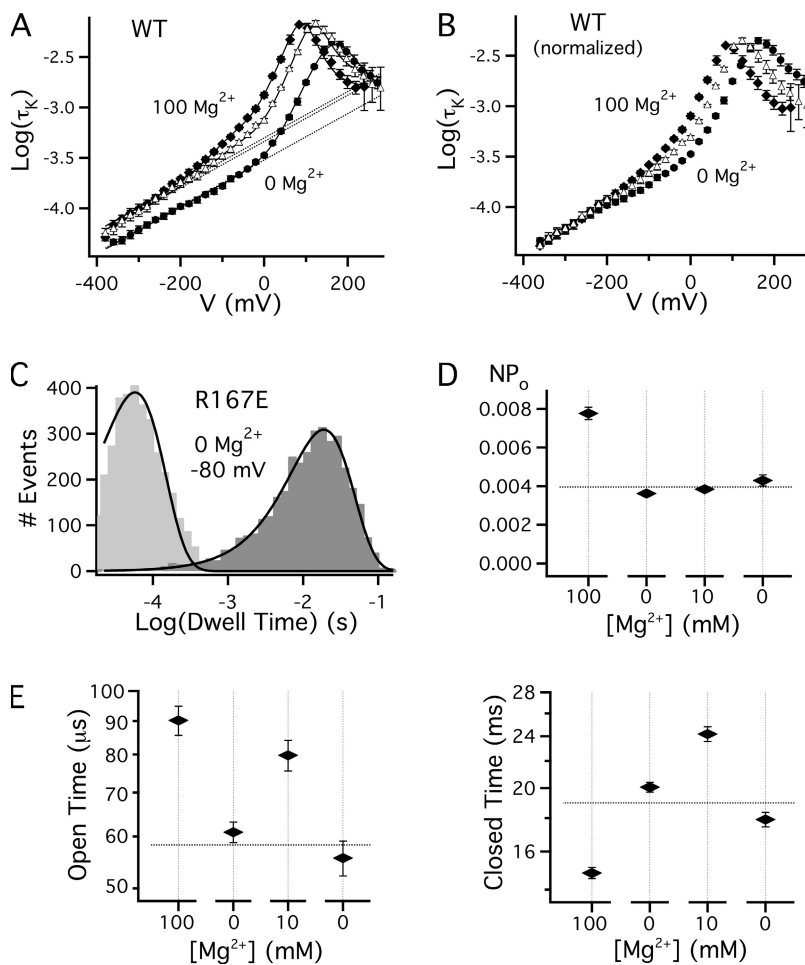 A
WT
Log(τK)
-2.5
-3.0
-3.5
-4.0
100 Mg2+
0 Mg2+
-400
-200
0
200
V (mV)
B
WT
(normalized)
Log(τK)
-2.5
-3.0
-3.5
-4.0
100 Mg2+
0 Mg2+
-400
-200
0
200
V (mV)
C
R167E
0 Mg2+
-80 mV
# Events
400
300
200
100
0
-4
-3
-2
-1
Log(Dwell Time) (s)
D
NPo
0.008
0.006
0.004
0.002
0.000
100
0
10
0
[Mg2+] (mM)
E
Open Time (µs)
100
90
80
70
60
50
100
0
10
0
[Mg2+] (mM)
Closed Time (ms)
28
24
20
16
100
0
10
0
[Mg2+] (mM)